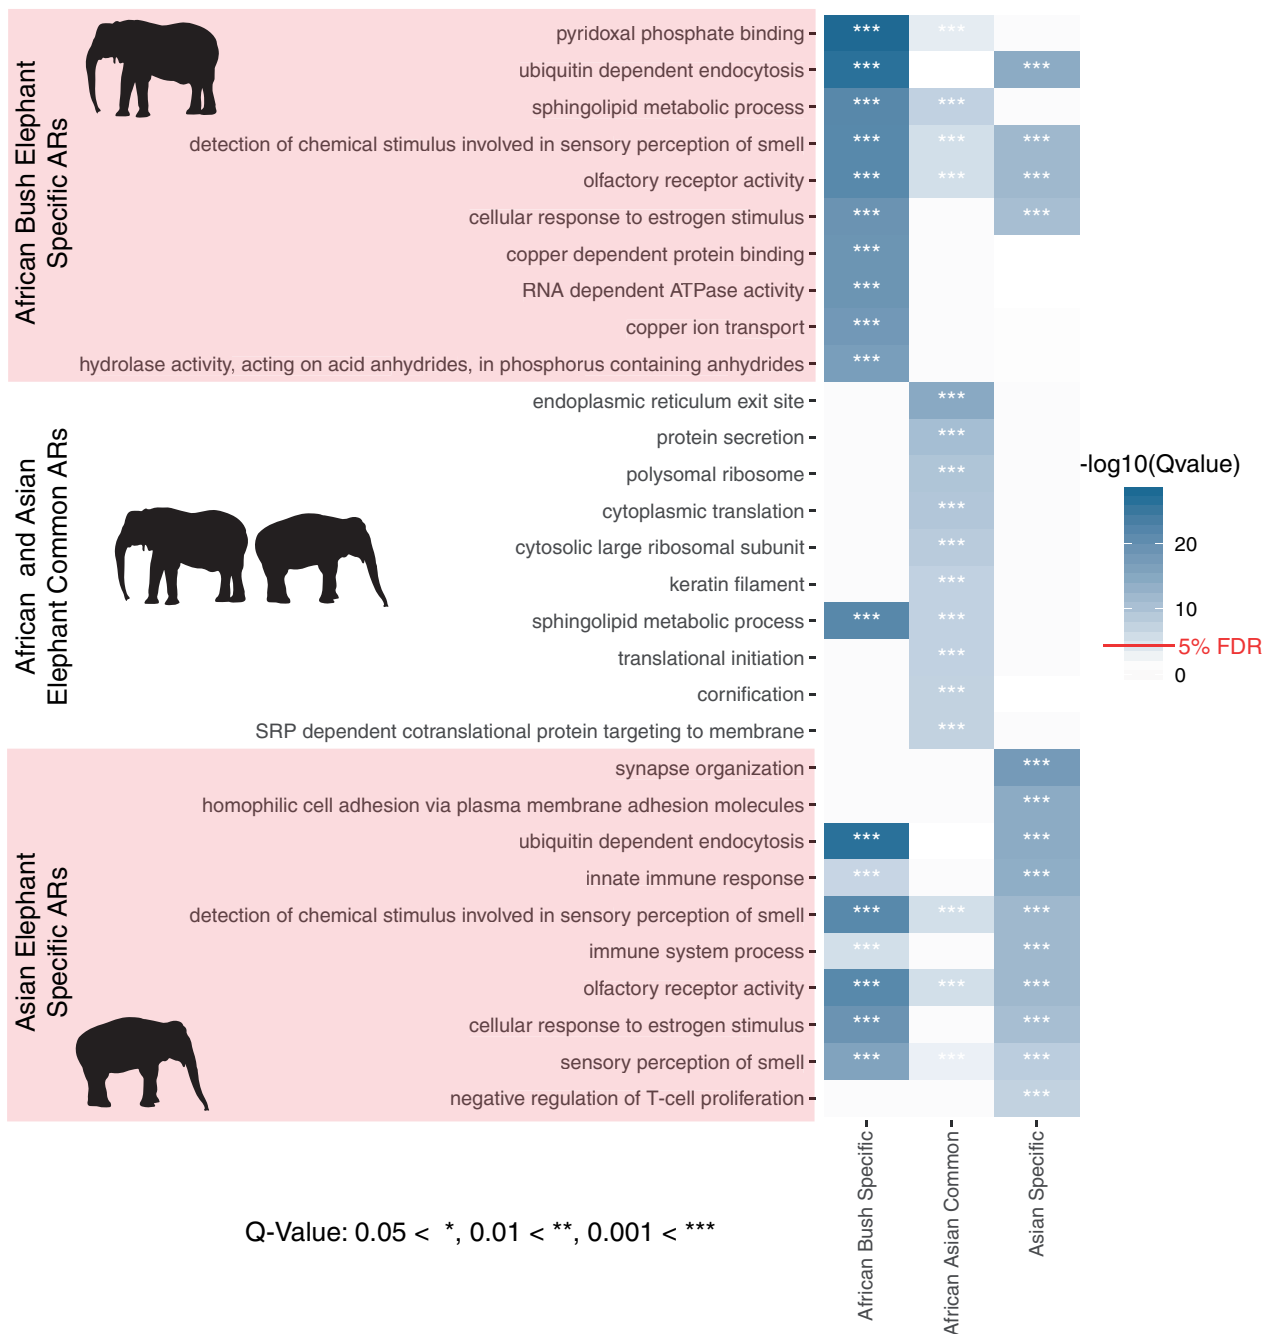 African Bush Elephant
Specific ARs
pyridoxal phosphate binding
ubiquitin dependent endocytosis
sphingolipid metabolic process
detection of chemical stimulus involved in sensory perception of smell
olfactory receptor activity
cellular response to estrogen stimulus
copper dependent protein binding
RNA dependent ATPase activity
copper ion transport
hydrolase activity, acting on acid anhydrides, in phosphorus containing anhydrides
African and Asian
Elephant Common ARs
endoplasmic reticulum exit site
protein secretion
polysomal ribosome
cytoplasmic translation
cytosolic large ribosomal subunit
keratin filament
sphingolipid metabolic process
translational initiation
cornification
SRP dependent cotranslational protein targeting to membrane
Asian Elephant
Specific ARs
synapse organization
homophilic cell adhesion via plasma membrane adhesion molecules
ubiquitin dependent endocytosis
innate immune response
detection of chemical stimulus involved in sensory perception of smell
immune system process
olfactory receptor activity
cellular response to estrogen stimulus
sensory perception of smell
negative regulation of T-cell proliferation
*** ***
*** ***
*** ***
*** *** ***
*** *** ***
*** ***
***
***
***
***
***
***
***
***
***
***
*** ***
***
***
***
***
***
*** ***
*** ***
*** *** ***
*** ***
*** *** ***
*** ***
*** *** ***
***
-log10(Qvalue)
20
10
5% FDR
0
African Bush Specific
African Asian Common
Asian Specific
Q-Value: 0.05 < *, 0.01 < **, 0.001 < ***